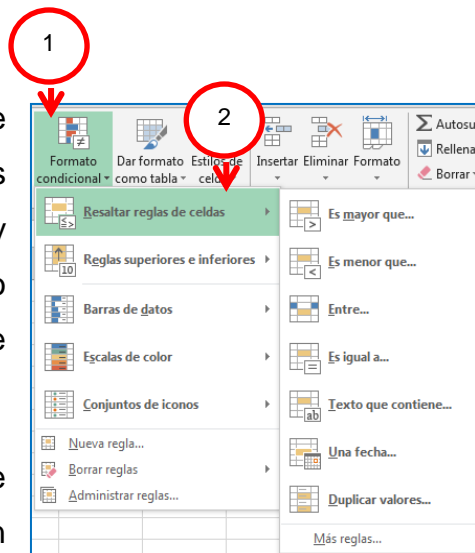 1
2
e
s
y
o
e
e
n
Formato condicional
Dar formato como tabla
Estilos de
Insertar
Eliminar
Formato
Autosu
Rellena
Borrar
Resaltar reglas de celdas
Reglas superiores e inferiores
Barras de datos
Escalas de color
Conjuntos de iconos
Nueva regla...
Borrar reglas
Administrar reglas...
Es mayor que...
Es menor que...
Entre...
Es igual a...
Texto que contiene...
Una fecha...
Duplicar valores...
Más reglas...